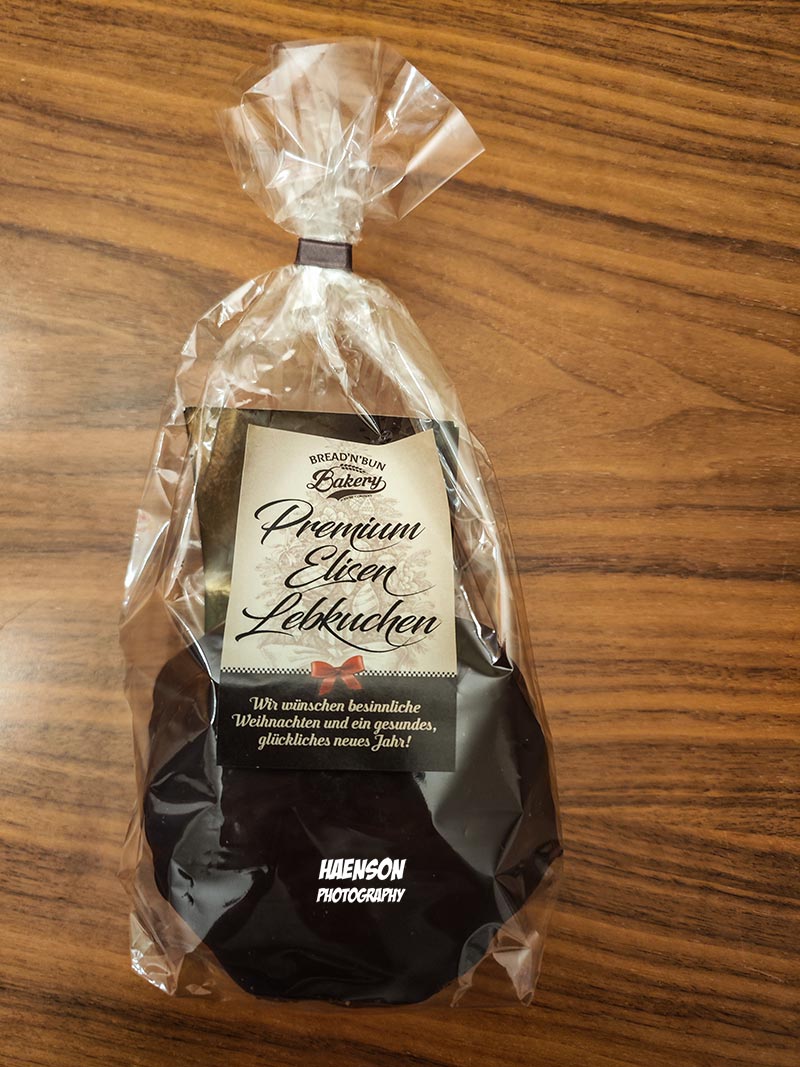 BREAD'N'BUN
Bakery
Premium
Elisen
Lebkuchen
Wir wünschen besinnliche
Weihnachten und ein gesundes,
glückliches neues Jahr!
HAENSON
PHOTOGRAPHY